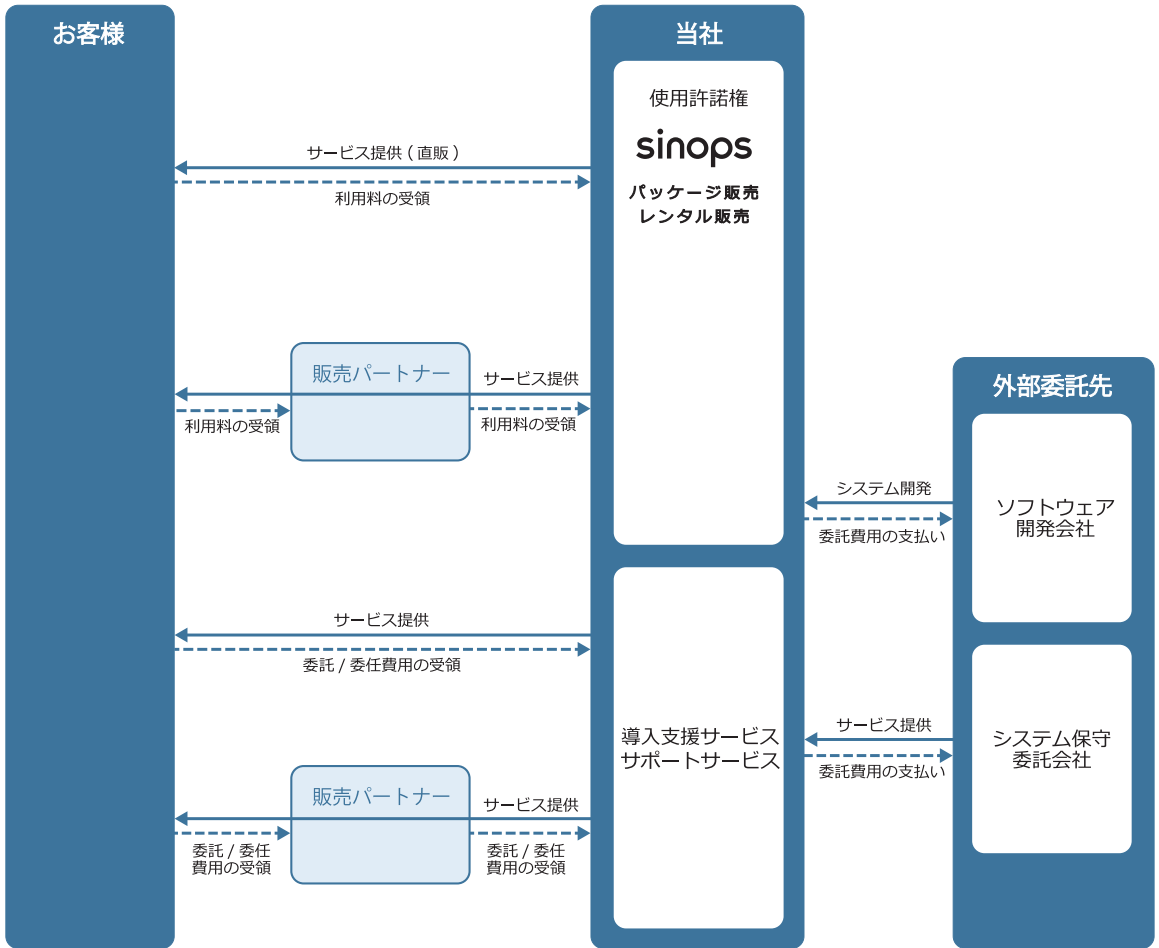 お客様
当社
使用許諾権
sinops
パッケージ販売
レンタル販売
サービス提供 ( 直販 )
利用料の受領
販売パートナー
サービス提供
利用料の受領
利用料の受領
外部委託先
システム開発
委託費用の支払い
ソフトウェア
開発会社
サービス提供
委託 / 委任費用の受領
導入支援サービス
サポートサービス
サービス提供
委託費用の支払い
システム保守
委託会社
販売パートナー
サービス提供
委託 / 委任
費用の受領
委託 / 委任
費用の受領